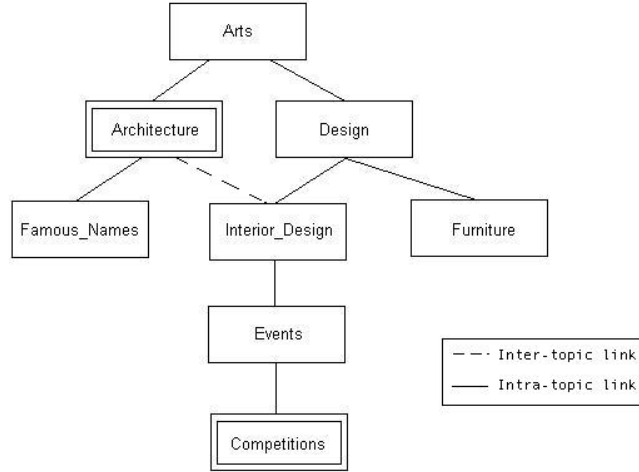 Arts
Architecture
Design
Famous_Names
Interior_Design
Furniture
Events
Inter-topic link
Intra-topic link
Competitions